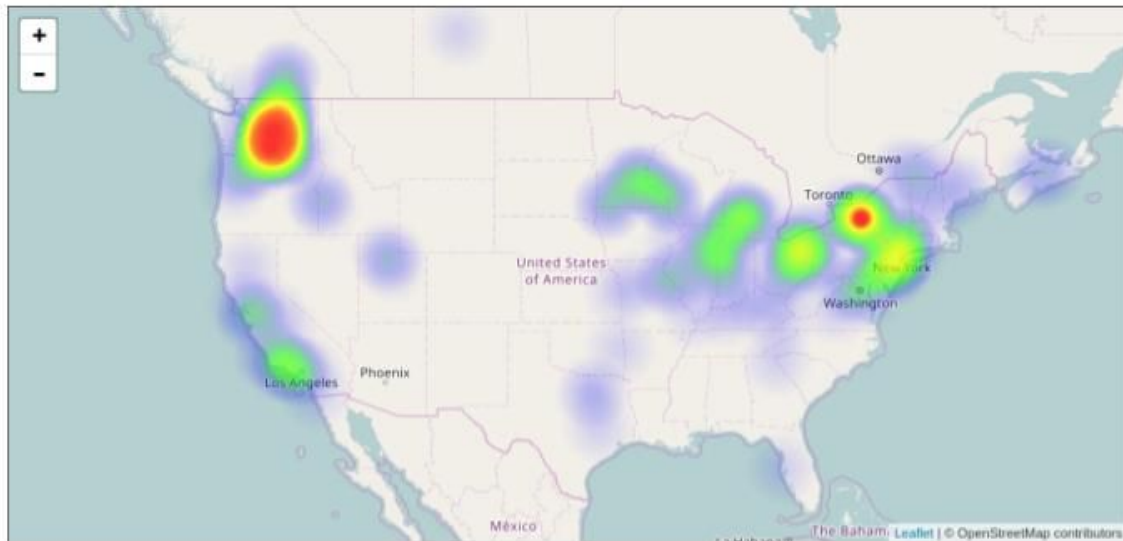 +
-
Ottawa
Toronto
United States
of America
New York
Washington
Los Angeles
Phoenix
México
The Baham
Leaflet | © OpenStreetMap contributors